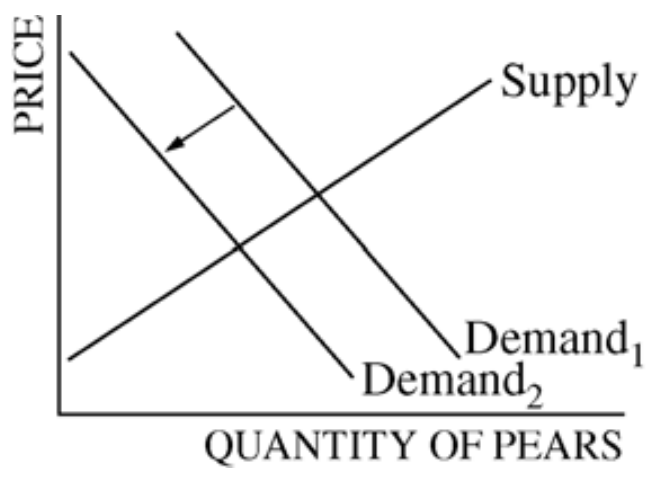 PRICE
Supply
Demand₁
Demand₂
QUANTITY OF PEARS